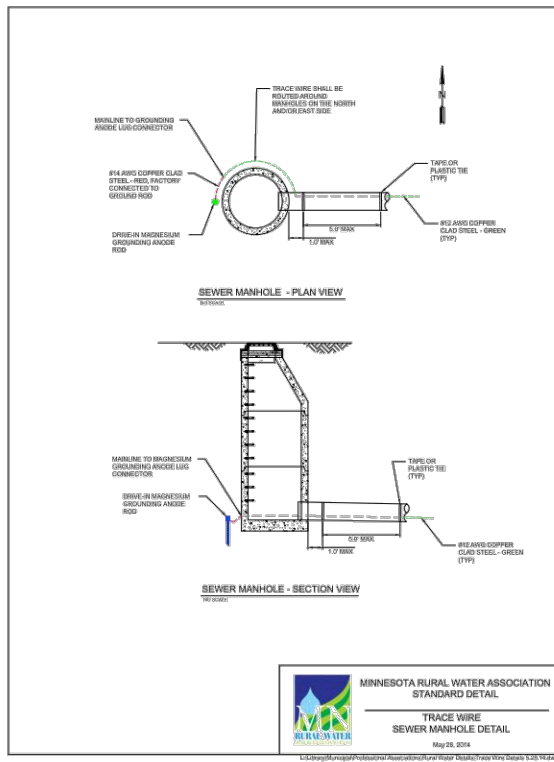 TRACE WIRE SHALL BE
ROUTED AROUND
MANHOLES ON THE NORTH
AND/OR EAST SIDE
N
MAINLINE TO GROUNDING
ANODE LUG CONNECTOR
#14 AWG COPPER CLAD
STEEL - RED, FACTORY
CONNECTED TO
GROUND ROD
DRIVE-IN MAGNESIUM
GROUNDING ANODE
ROD
TAPE OR
PLASTIC TIE
(TYP)
#12 AWG COPPER
CLAD STEEL - GREEN
(TYP)
5.0' MAX
1.0' MAX
SEWER MANHOLE - PLAN VIEW
NO SCALE
MAINLINE TO MAGNESIUM
GROUNDING ANODE LUG
CONNECTOR
DRIVE-IN MAGNESIUM
GROUNDING ANODE
ROD
TAPE OR
PLASTIC TIE
(TYP)
#12 AWG COPPER
CLAD STEEL - GREEN
(TYP)
5.0' MAX
1.0' MAX
SEWER MANHOLE - SECTION VIEW
NO SCALE
MN
RURAL WATER
MINNESOTA RURAL WATER ASSOCIATION
STANDARD DETAIL
TRACE WIRE
SEWER MANHOLE DETAIL
May 28, 2014